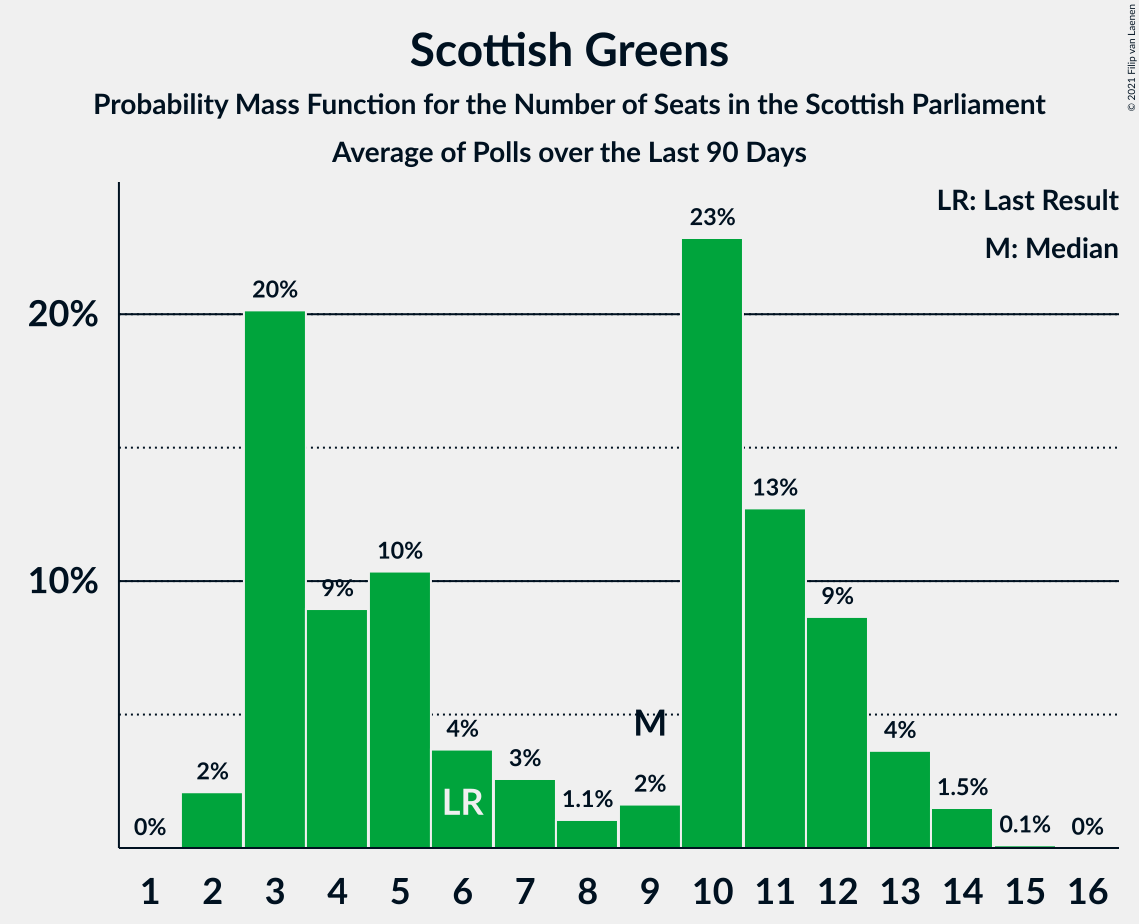 Scottish Greens
Probability Mass Function for the Number of Seats in the Scottish Parliament
Average of Polls over the Last 90 Days
© 2021 Filip van Laenen
LR: Last Result
M: Median
20%
10%
0%
2%
20%
9%
10%
4%
3%
1.1%
2%
23%
13%
9%
4%
1.5%
0.1%
0%
LR
M
1 2 3 4 5 6 7 8 9 10 11 12 13 14 15 16